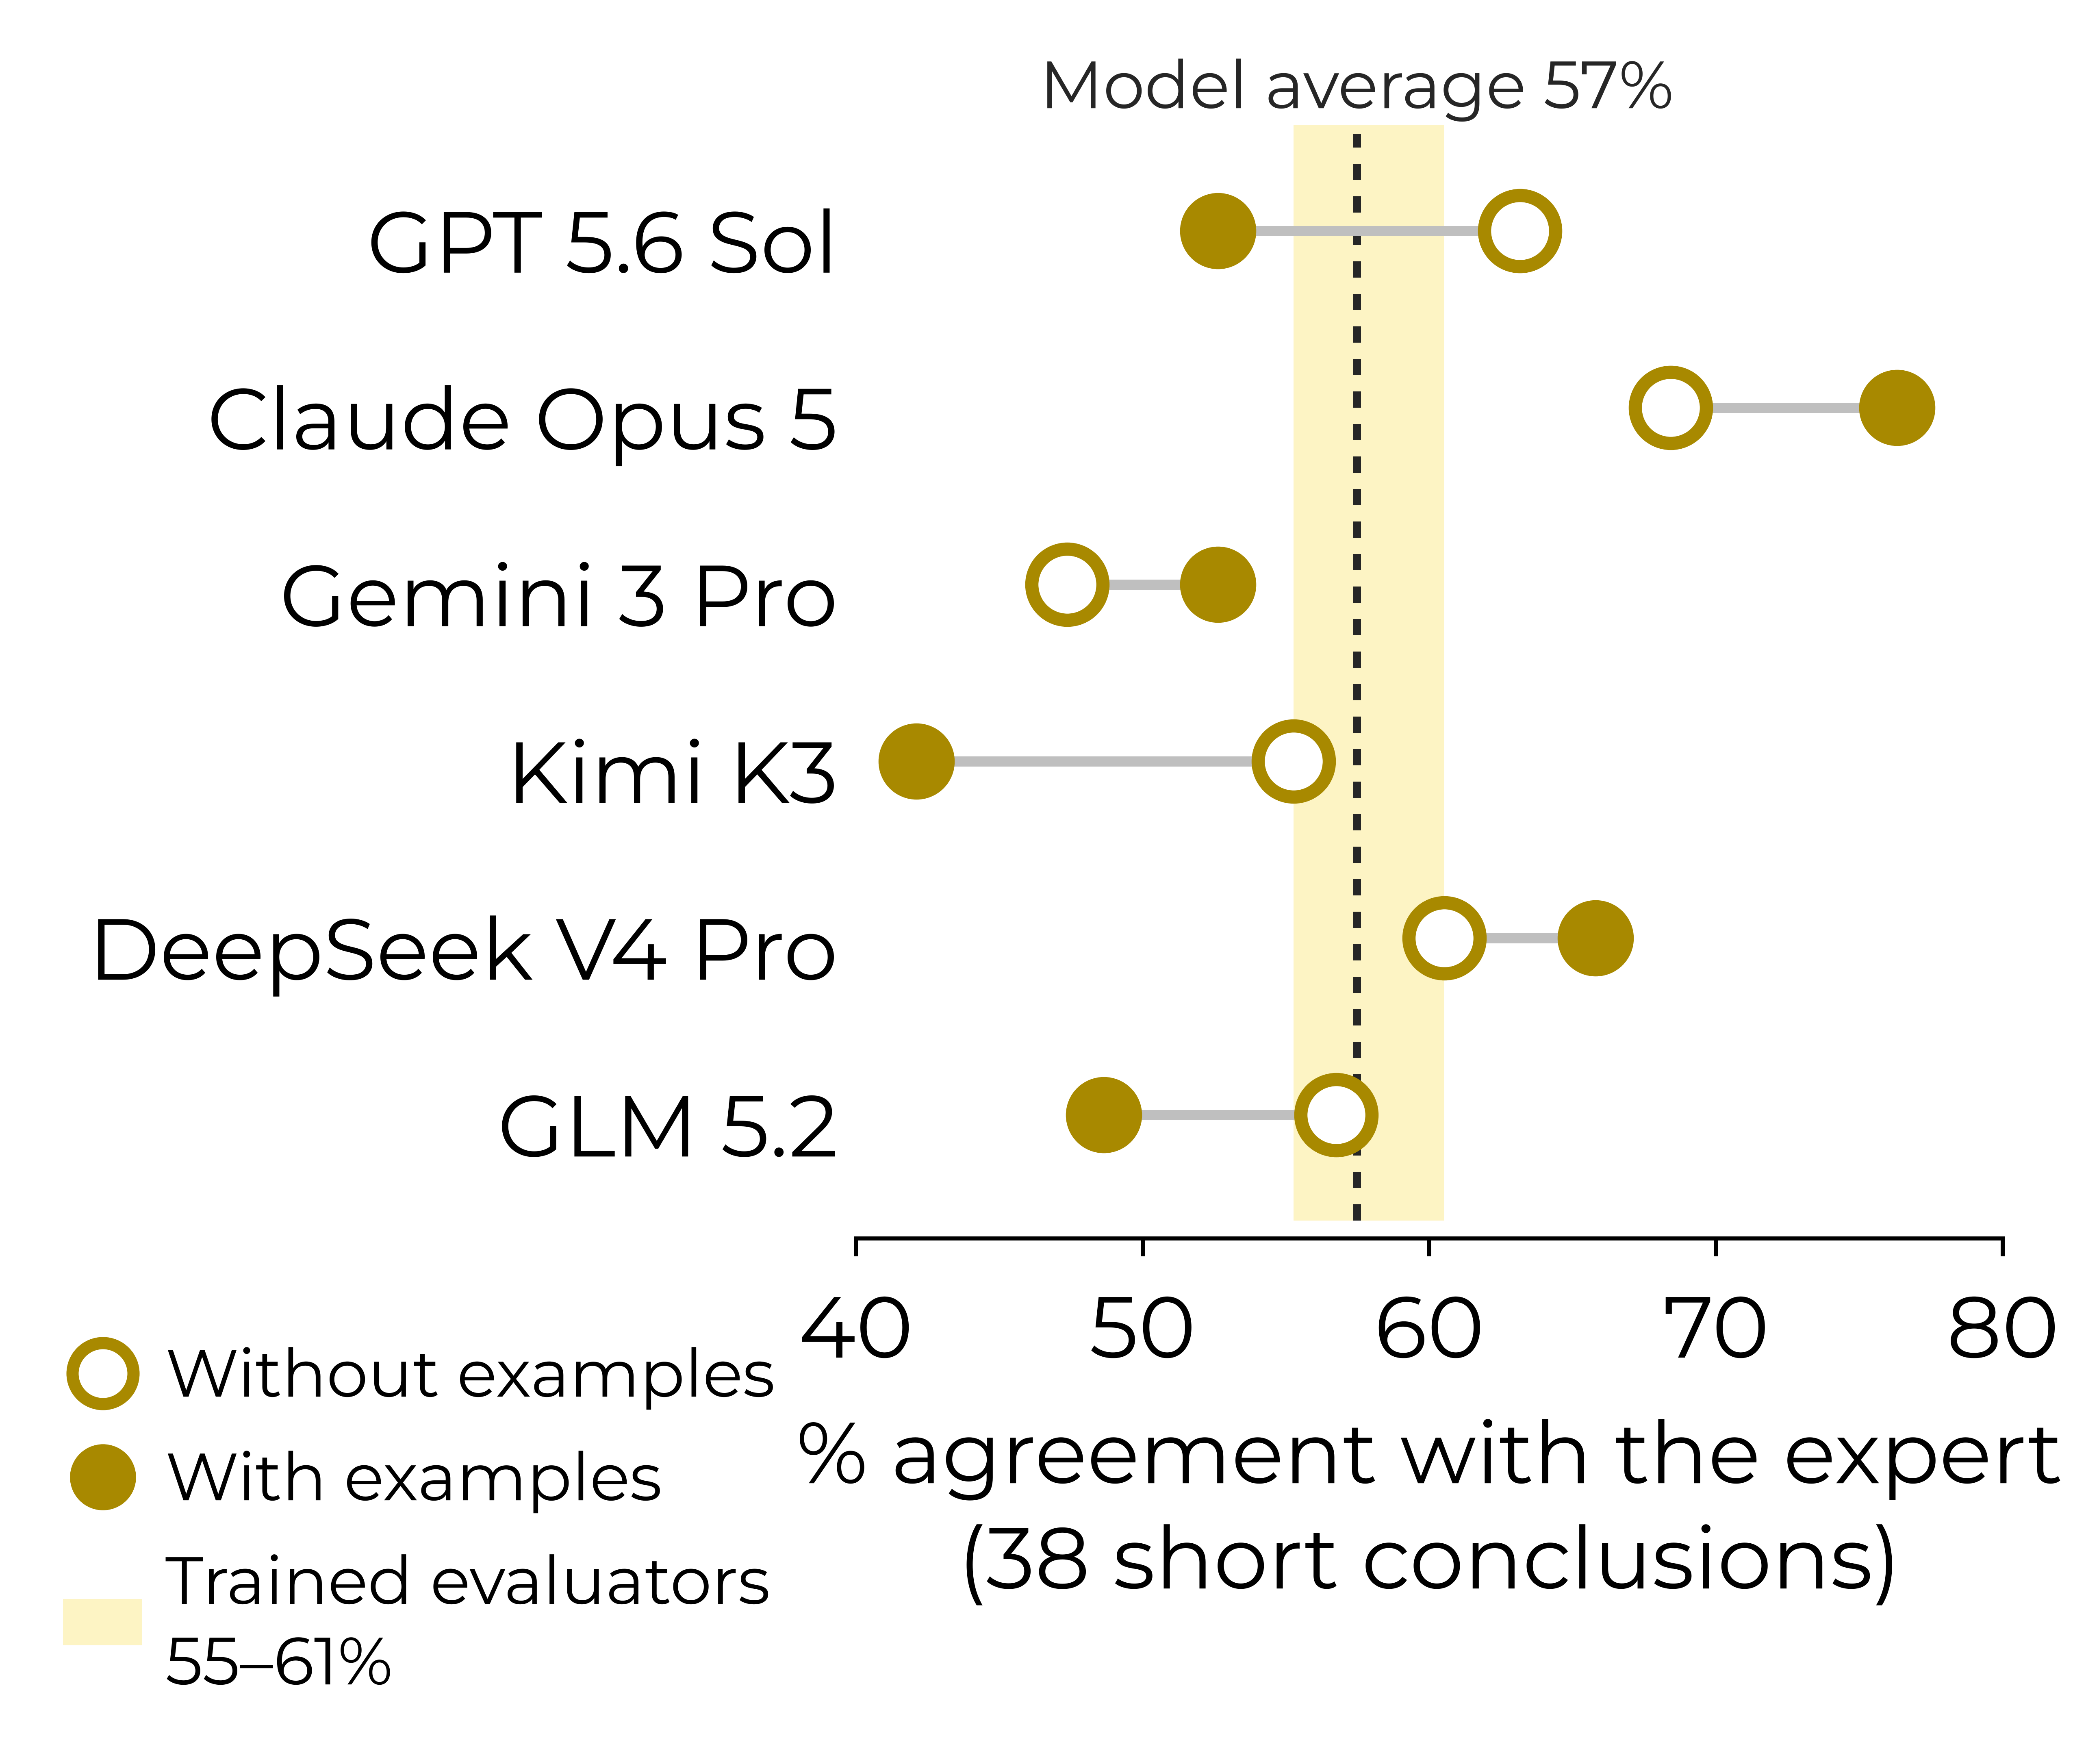 Model average 57%
GPT 5.6 Sol
Claude Opus 5
Gemini 3 Pro
Kimi K3
DeepSeek V4 Pro
GLM 5.2
40 50 60 70 80
% agreement with the expert
(38 short conclusions)
Without examples
With examples
Trained evaluators
55–61%